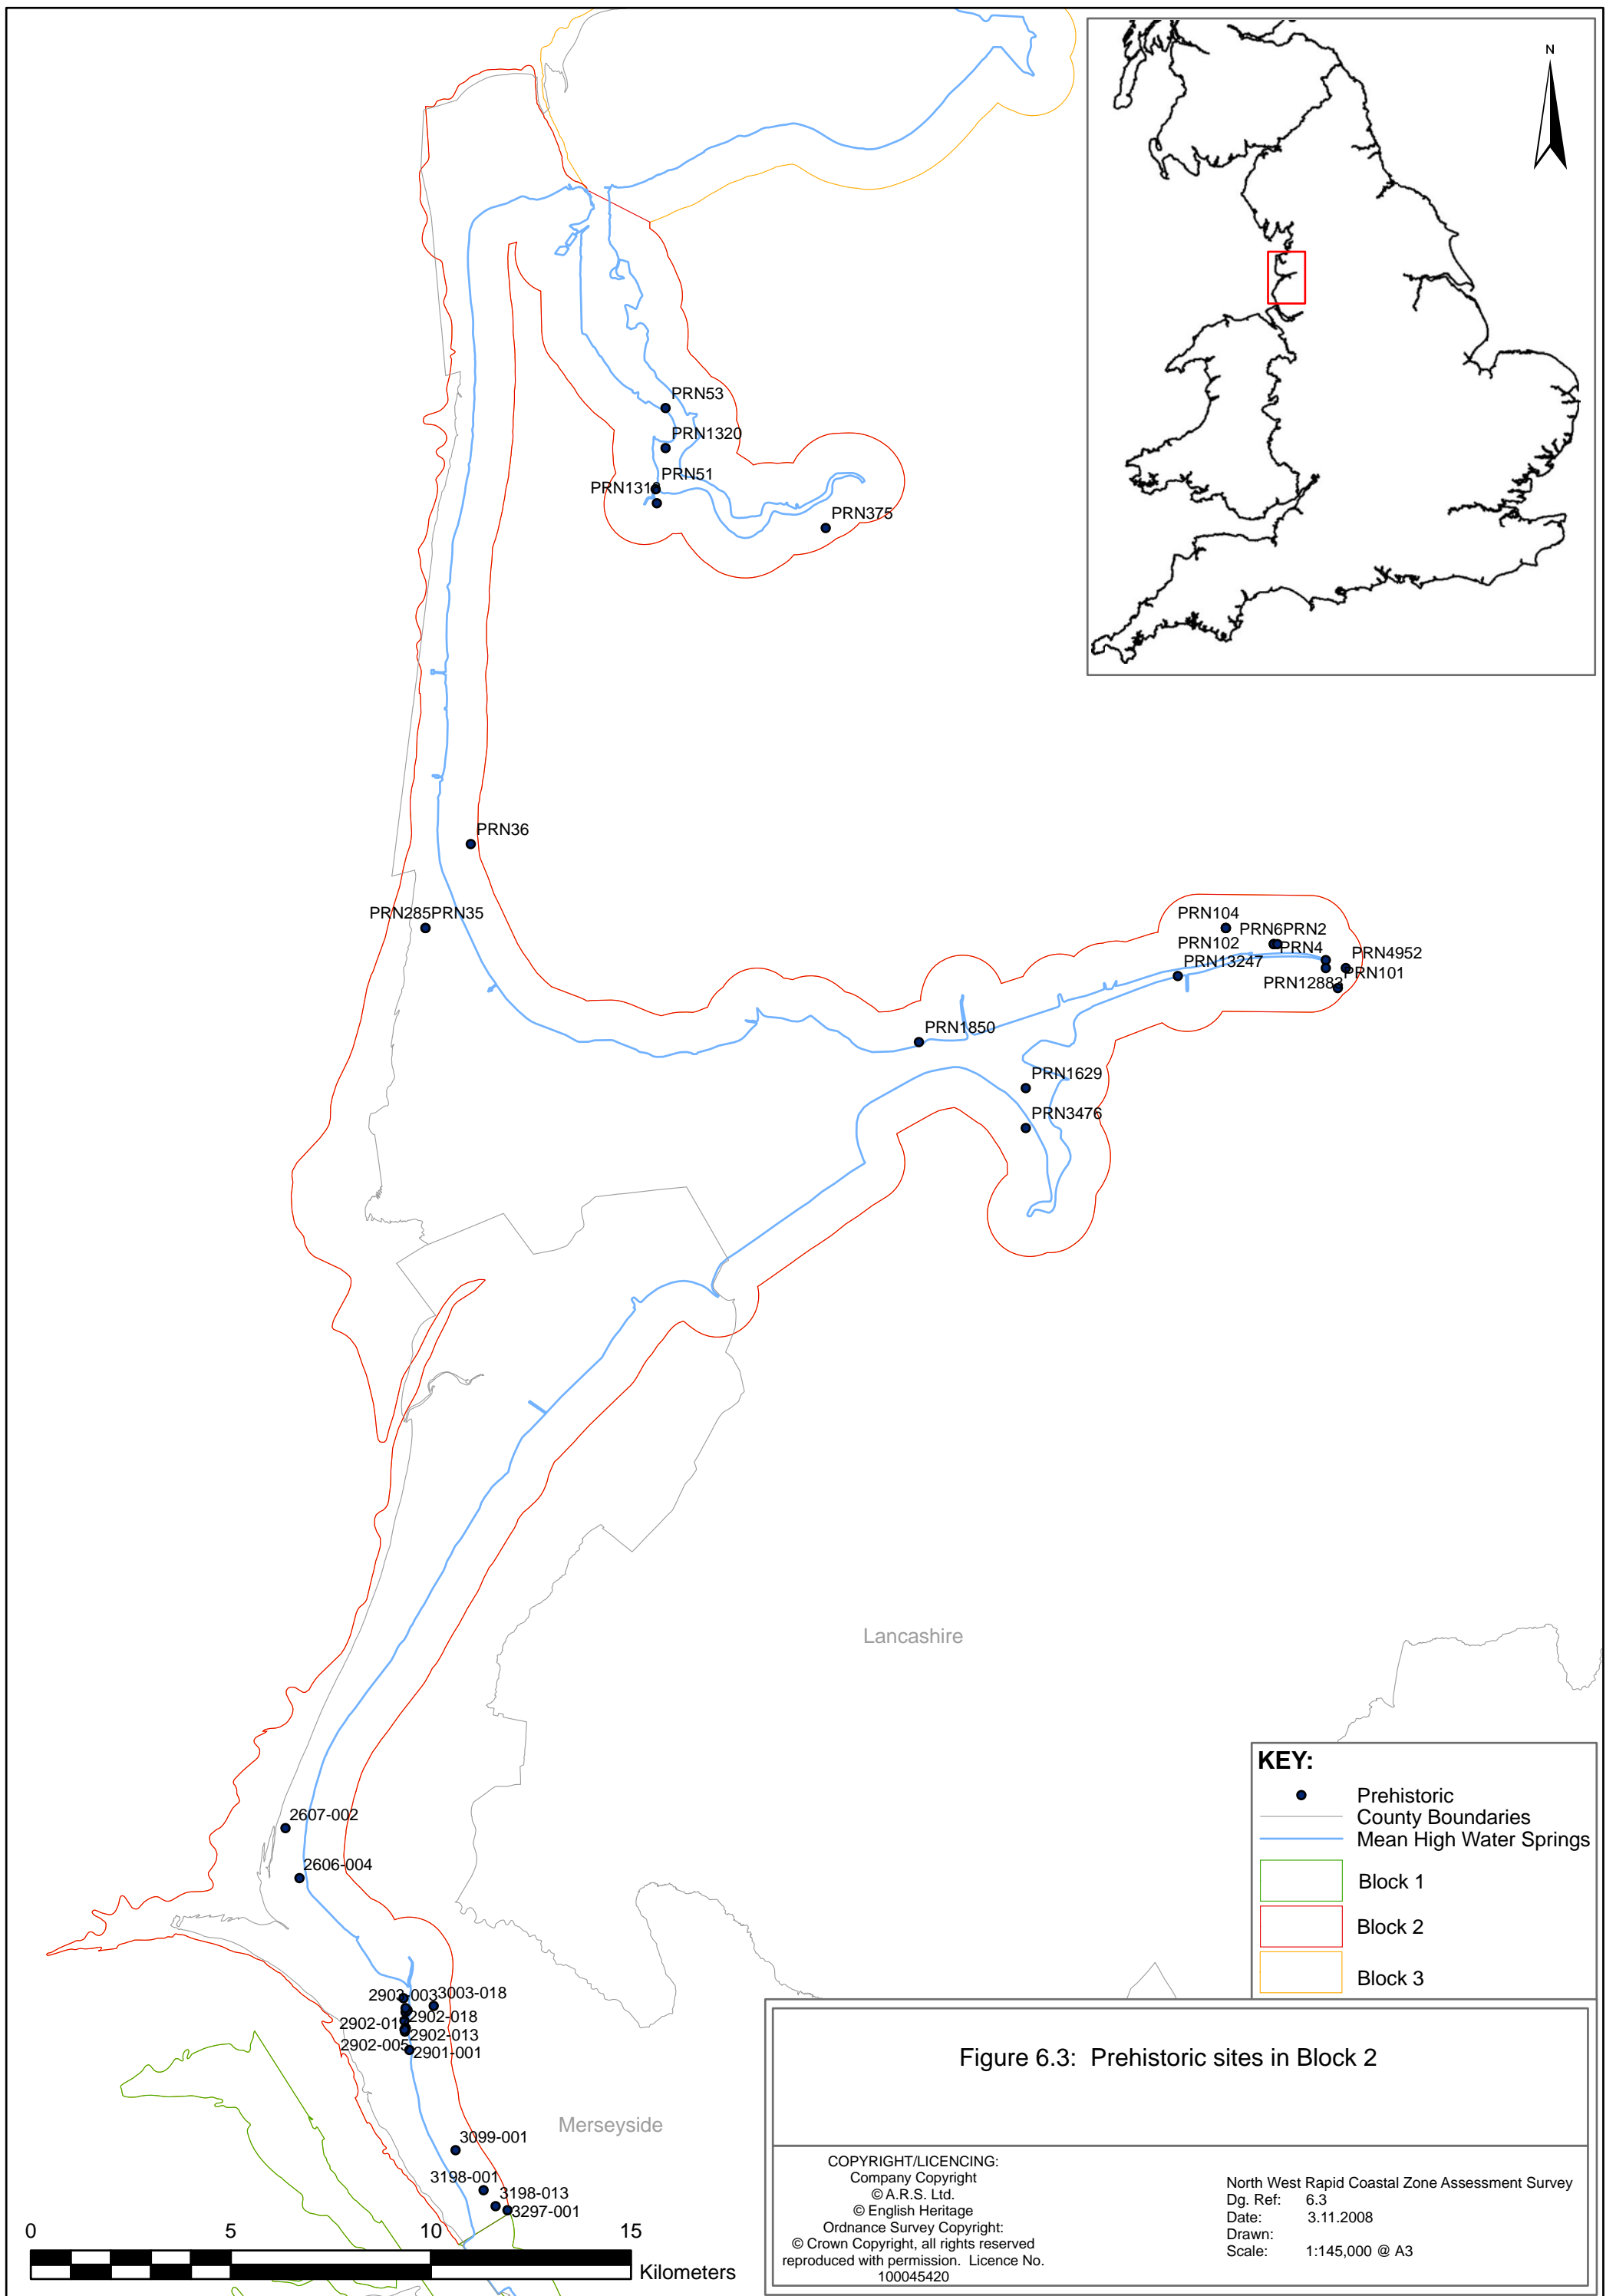 N
PRN53
PRN1320
PRN51
PRN375
PRN36
PRN285PRN35
PRN104
PRN6PRN2
PRN102
PRN4
PRN4952
PRN13247
PRN101
PRN1850
PRN1629
PRN3476
Lancashire
2607-002
2606-004
2903-003
3003-018
2902-018
2902-013
2902-005
2901-001
Merseyside
3099-001
3198-001
3198-013
3297-001
0 5 10 15
Kilometers
KEY:
Prehistoric
County Boundaries
Mean High Water Springs
Block 1
Block 2
Block 3
Figure 6.3: Prehistoric sites in Block 2
COPYRIGHT/LICENCING:
Company Copyright
© A.R.S. Ltd.
© English Heritage
Ordnance Survey Copyright:
© Crown Copyright, all rights reserved
reproduced with permission. Licence No.
100045420
North West Rapid Coastal Zone Assessment Survey
Dg. Ref: 6.3
Date: 3.11.2008
Drawn:
Scale: 1:145,000 @ A3